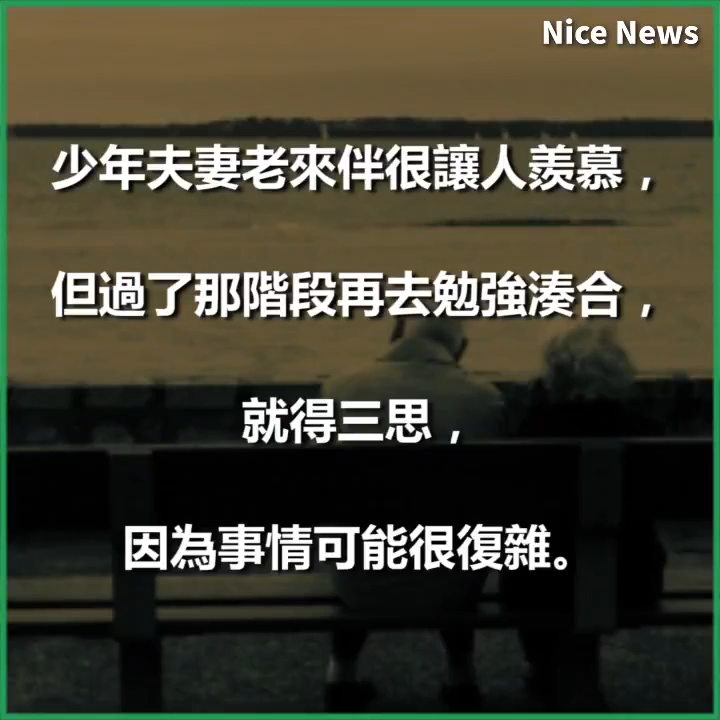 Nice News
少年夫妻老來伴很讓人羨慕，
但過了那階段再去勉強湊合，
就得三思，
因為事情可能很復雜。